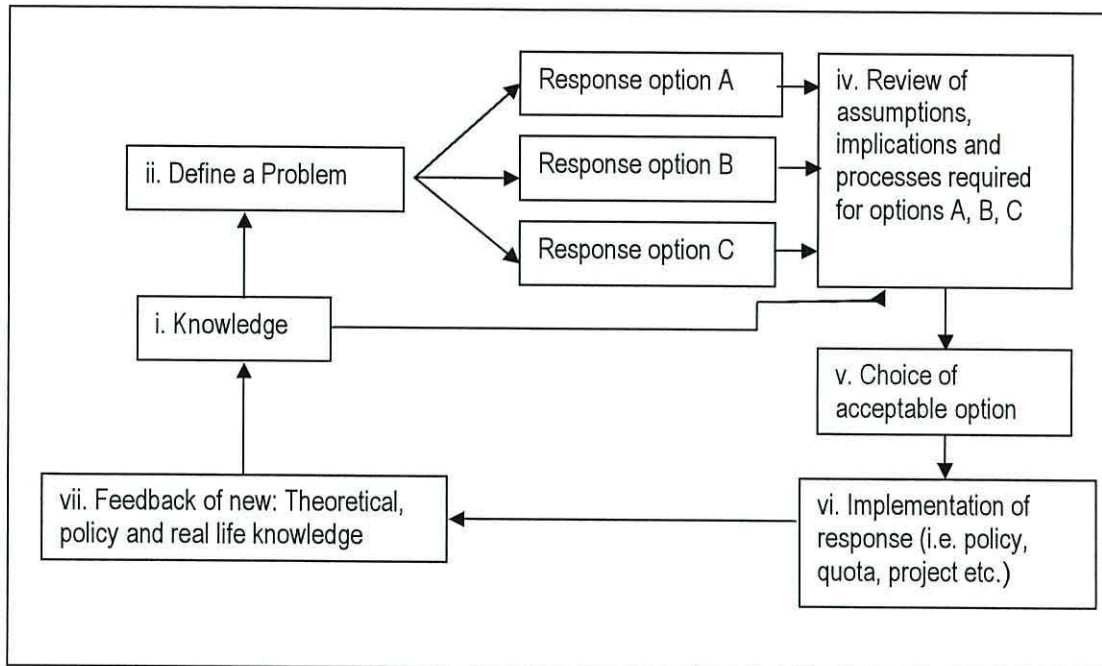 Response option A
iv. Review of
assumptions,
implications and
processes required
for options A, B, C
ii. Define a Problem
Response option B
Response option C
i. Knowledge
v. Choice of
acceptable option
vii. Feedback of new: Theoretical,
policy and real life knowledge
vi. Implementation of
response (i.e. policy,
quota, project etc.)